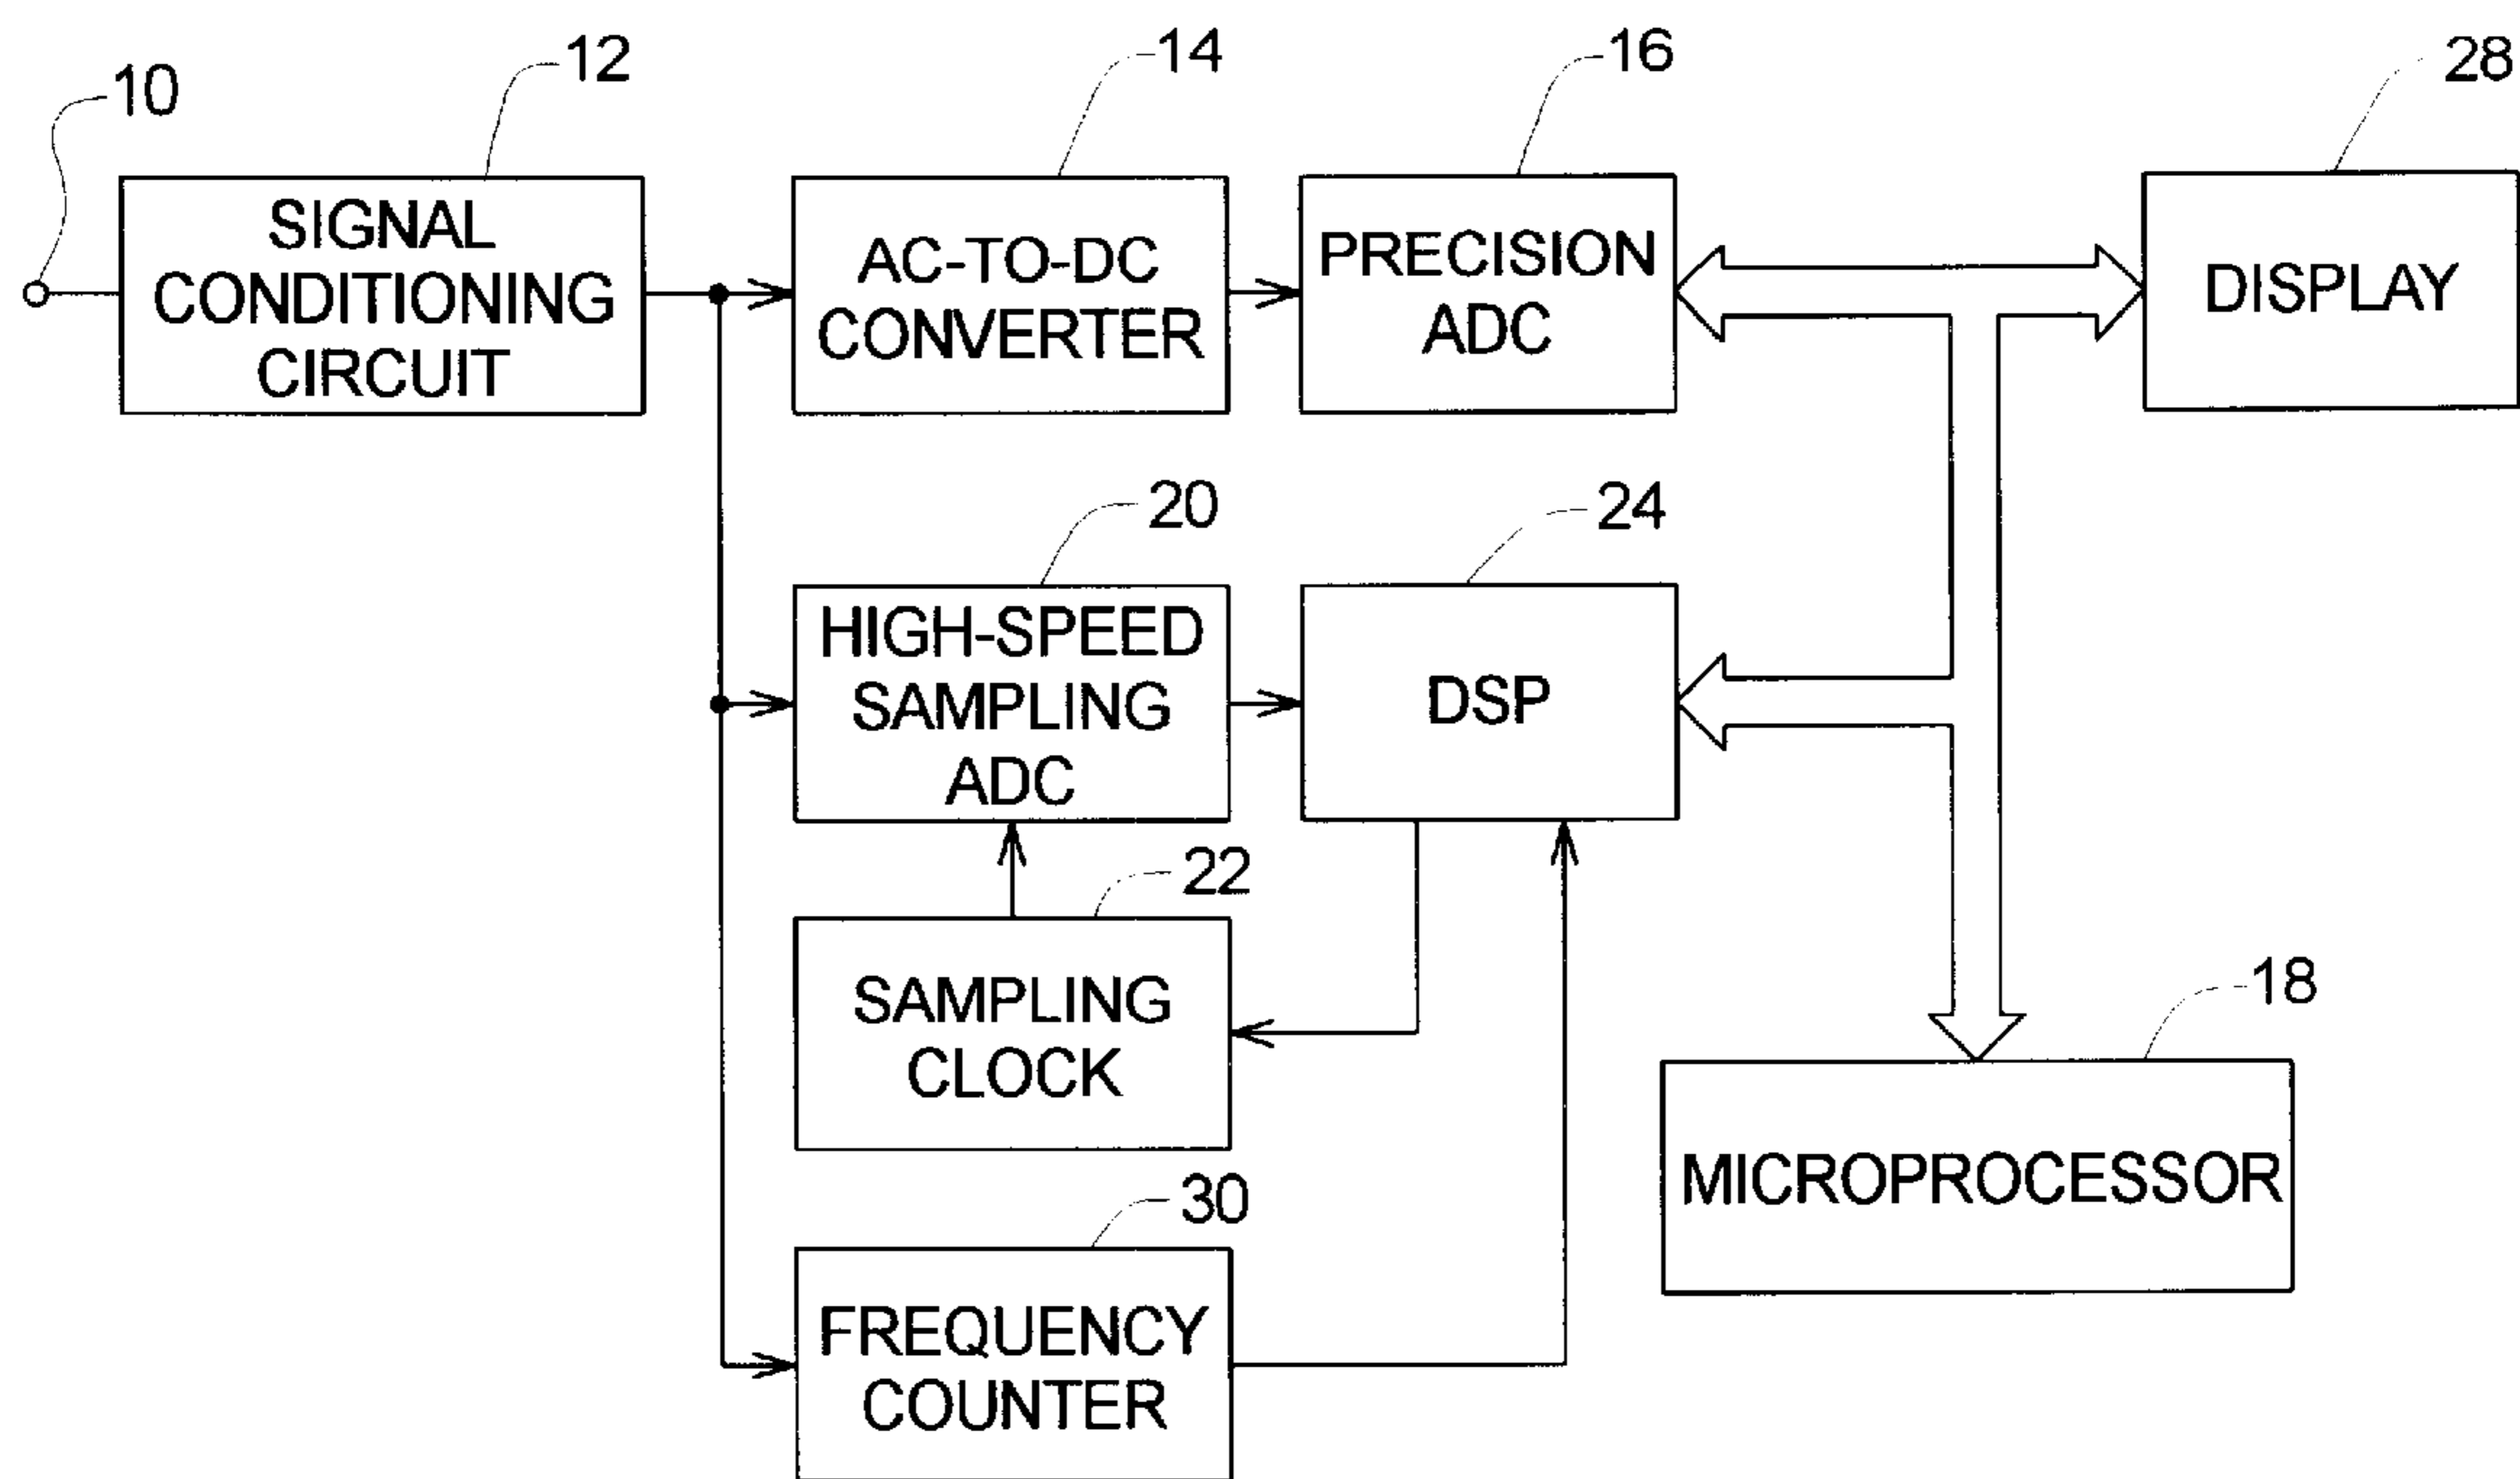 10
12
14
16
28
SIGNAL
CONDITIONING
CIRCUIT
AC-TO-DC
CONVERTER
PRECISION
ADC
DISPLAY
20
24
HIGH-SPEED
SAMPLING
ADC
DSP
22
SAMPLING
CLOCK
18
MICROPROCESSOR
30
FREQUENCY
COUNTER